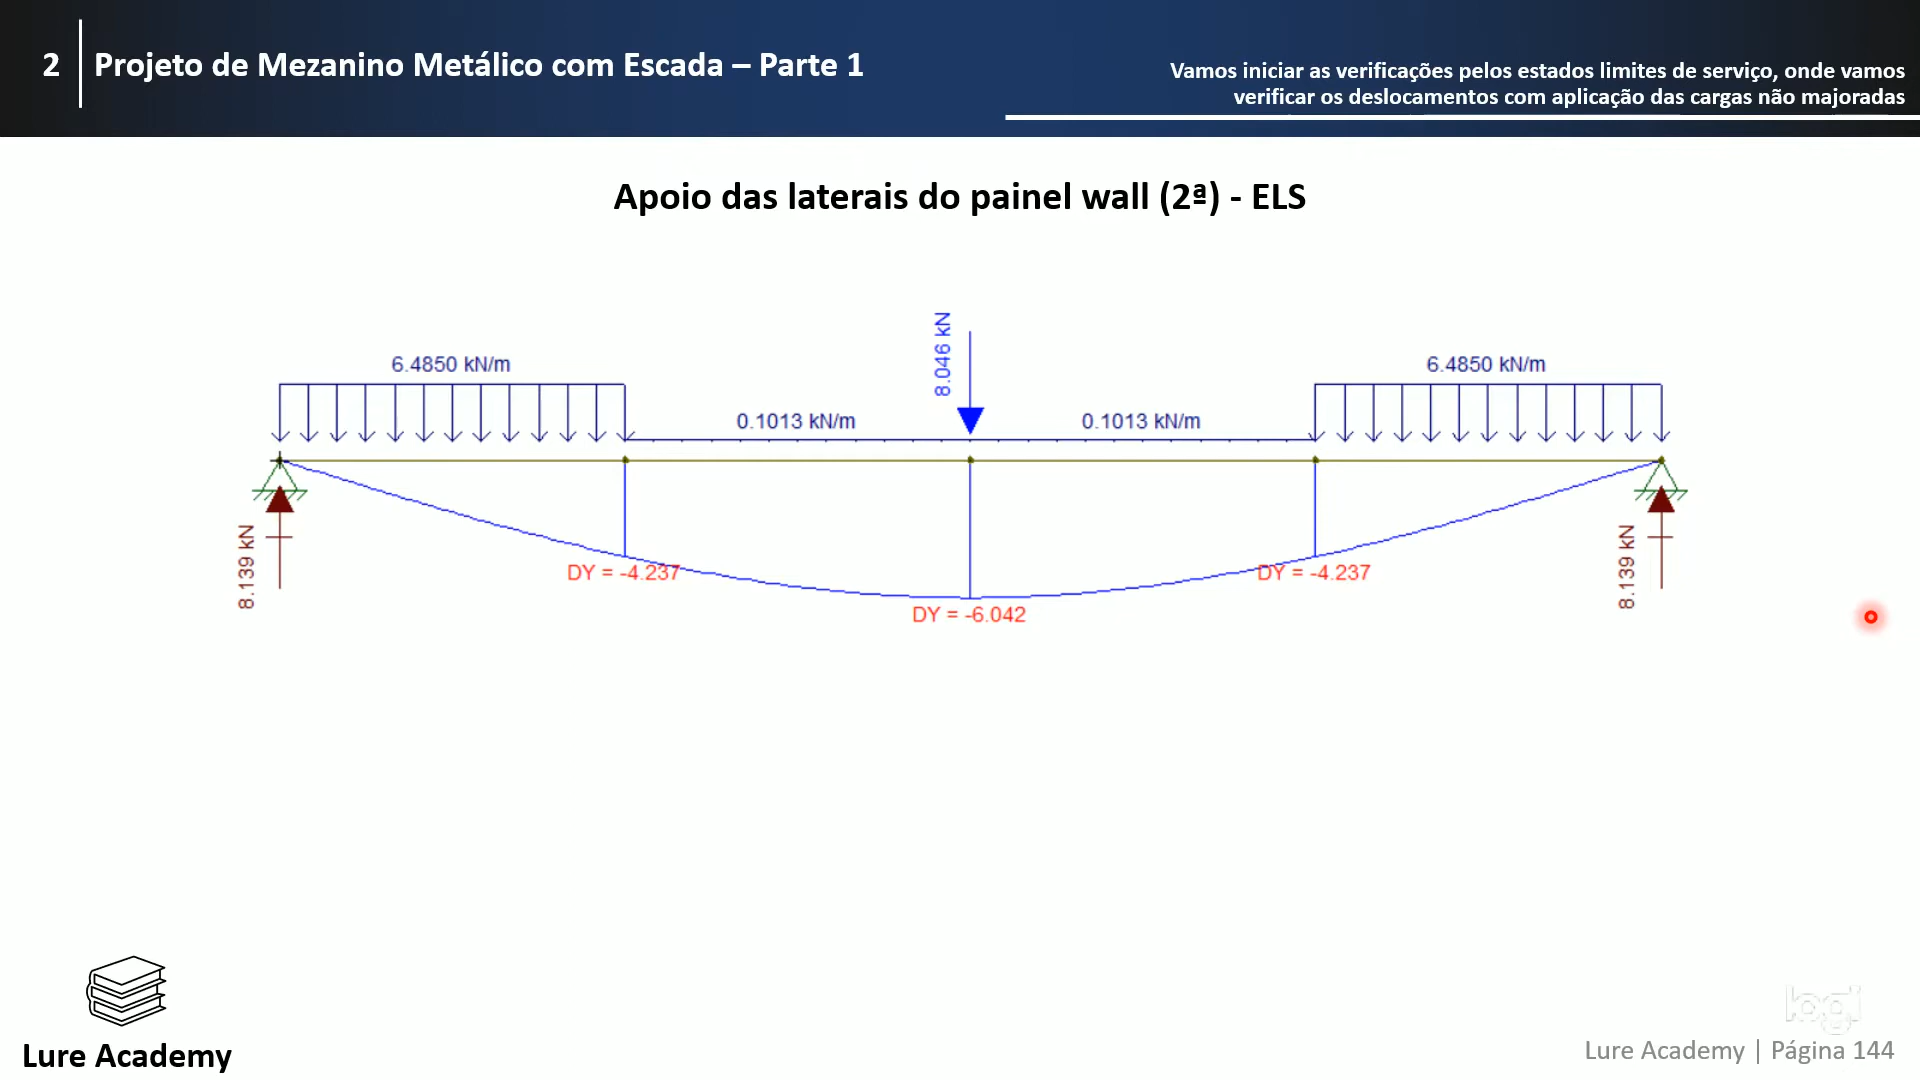 2
Projeto de Mezanino Metálico com Escada – Parte 1
Vamos iniciar as verificações pelos estados limites de serviço, onde vamos
verificar os deslocamentos com aplicação das cargas não majoradas
Apoio das laterais do painel wall (2ª) - ELS
8.046 kN
6.4850 kN/m
6.4850 kN/m
0.1013 kN/m
0.1013 kN/m
8.139 kN
8.139 kN
DY = -4.237
DY = -4.237
DY = -6.042
logi
Lure Academy
Lure Academy | Página 144